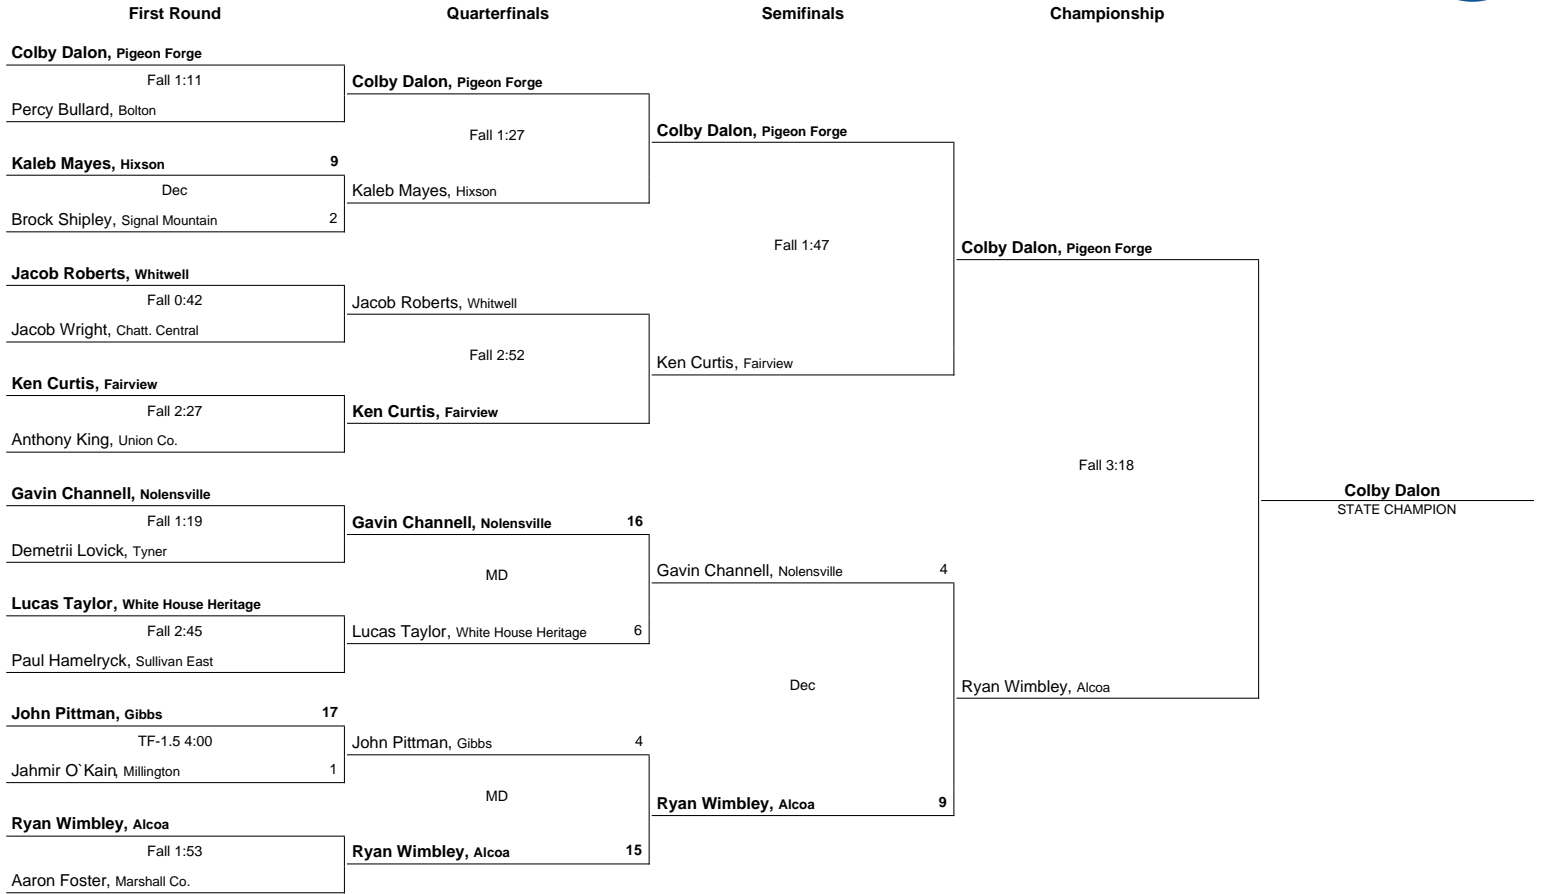 First Round
Quarterfinals
Semifinals
Championship
Colby Dalon, Pigeon Forge
Fall 1:11
Percy Bullard, Bolton
Kaleb Mayes, Hixson 9
Dec
Brock Shipley, Signal Mountain 2
Jacob Roberts, Whitwell
Fall 0:42
Jacob Wright, Chatt. Central
Ken Curtis, Fairview
Fall 2:27
Anthony King, Union Co.
Gavin Channell, Nolensville
Fall 1:19
Demetrii Lovick, Tyner
Lucas Taylor, White House Heritage
Fall 2:45
Paul Hamelryck, Sullivan East
John Pittman, Gibbs 17
TF-1.5 4:00
Jahmir O`Kain, Millington 1
Ryan Wimbley, Alcoa
Fall 1:53
Aaron Foster, Marshall Co.
Colby Dalon, Pigeon Forge
Fall 1:27
Kaleb Mayes, Hixson
Jacob Roberts, Whitwell
Fall 2:52
Ken Curtis, Fairview
Gavin Channell, Nolensville 16
MD
Lucas Taylor, White House Heritage 6
John Pittman, Gibbs 4
MD
Ryan Wimbley, Alcoa 15
Colby Dalon, Pigeon Forge
Fall 1:47
Ken Curtis, Fairview
Gavin Channell, Nolensville 4
Dec
Ryan Wimbley, Alcoa 9
Colby Dalon, Pigeon Forge
Fall 3:18
Ryan Wimbley, Alcoa
Colby Dalon
STATE CHAMPION